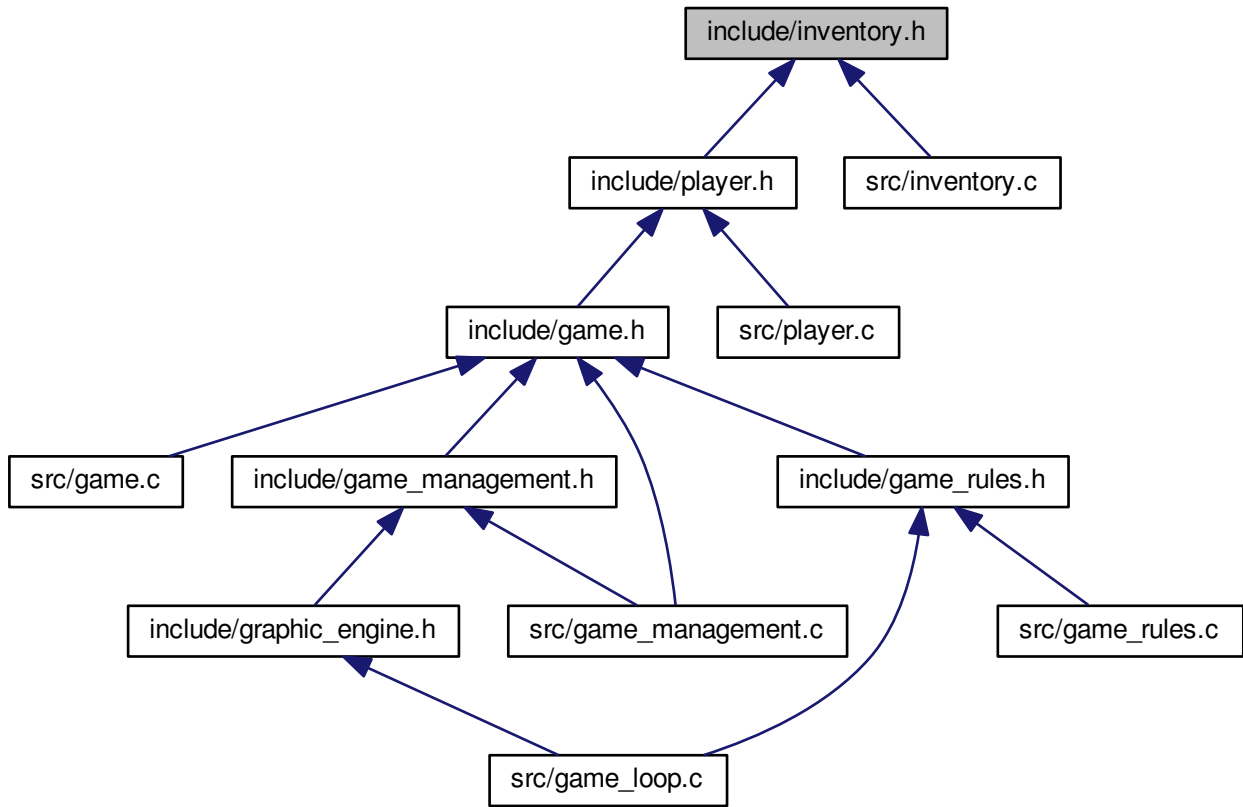 include/inventory.h
include/player.h
src/inventory.c
include/game.h
src/player.c
src/game.c
include/game_management.h
include/game_rules.h
include/graphic_engine.h
src/game_management.c
src/game_rules.c
src/game_loop.c